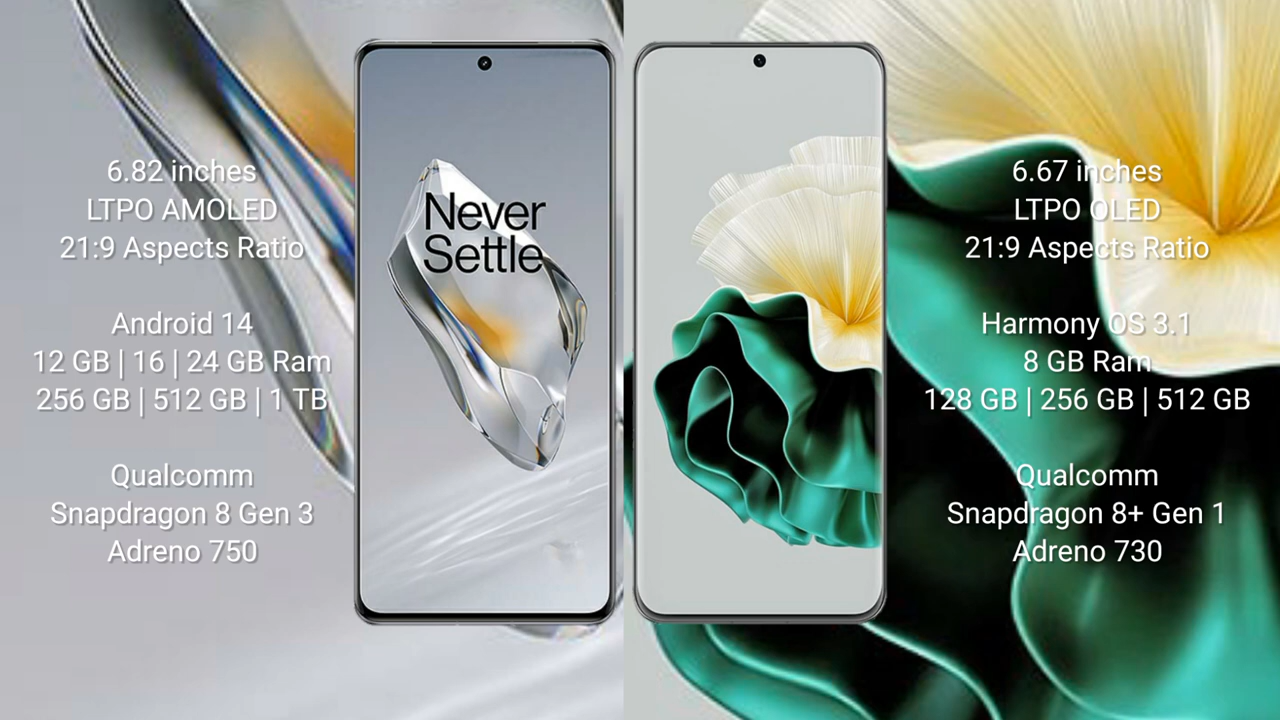 6.82 inches
LTPO AMOLED
21:9 Aspects Ratio
Android 14
12 GB | 16 | 24 GB Ram
256 GB | 512 GB | 1 TB
Qualcomm
Snapdragon 8 Gen 3
Adreno 750
Never
Settle
6.67 inches
LTPO OLED
21:9 Aspects Ratio
Harmony OS 3.1
8 GB Ram
128 GB | 256 GB | 512 GB
Qualcomm
Snapdragon 8+ Gen 1
Adreno 730